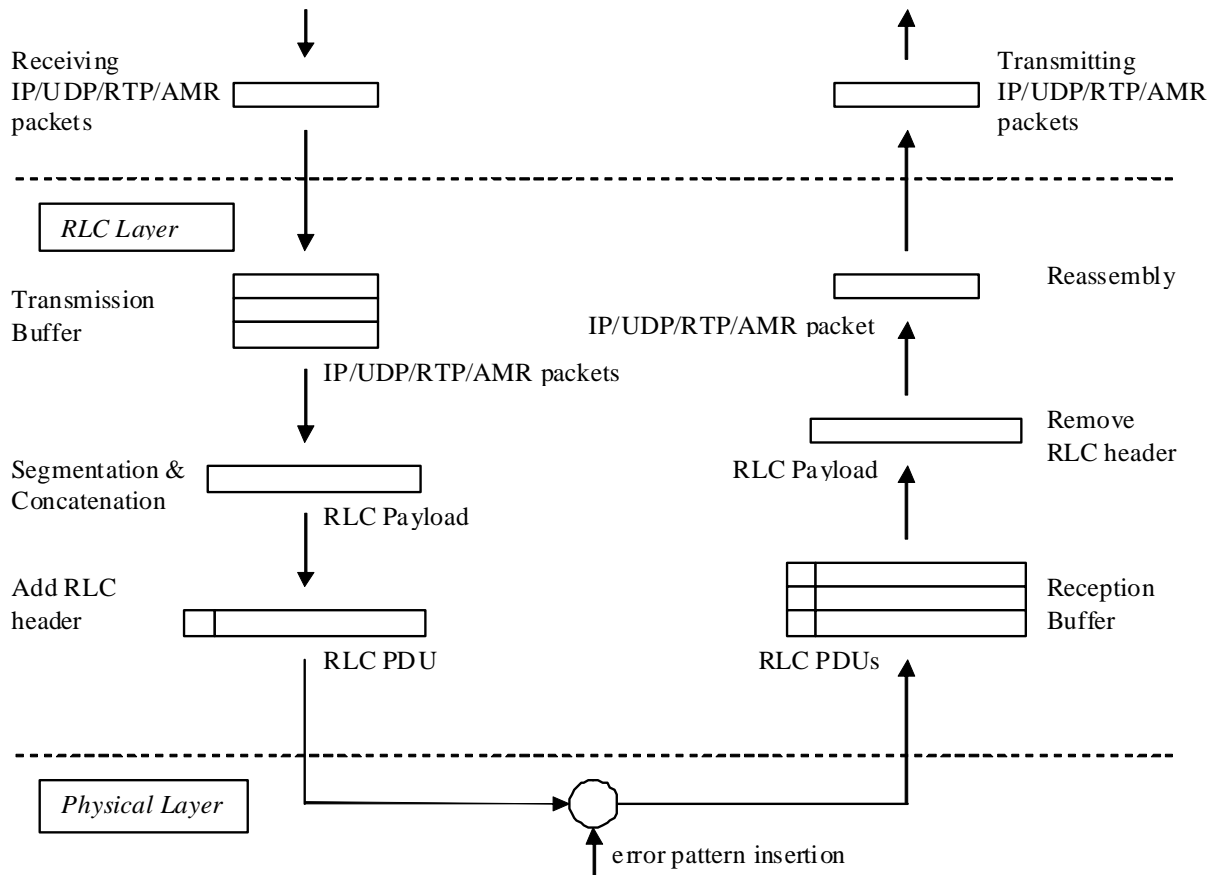 Receiving
IP/UDP/RTP/AMR
packets
Transmitting
IP/UDP/RTP/AMR
packets
RLC Layer
Transmission
Buffer
IP/UDP/RTP/AMR packets
Reassembly
IP/UDP/RTP/AMR packet
Segmentation &
Concatenation
RLC Payload
Remove
RLC header
RLC Payload
Add RLC
header
RLC PDU
Reception
Buffer
RLC PDUs
Physical Layer
error pattern insertion